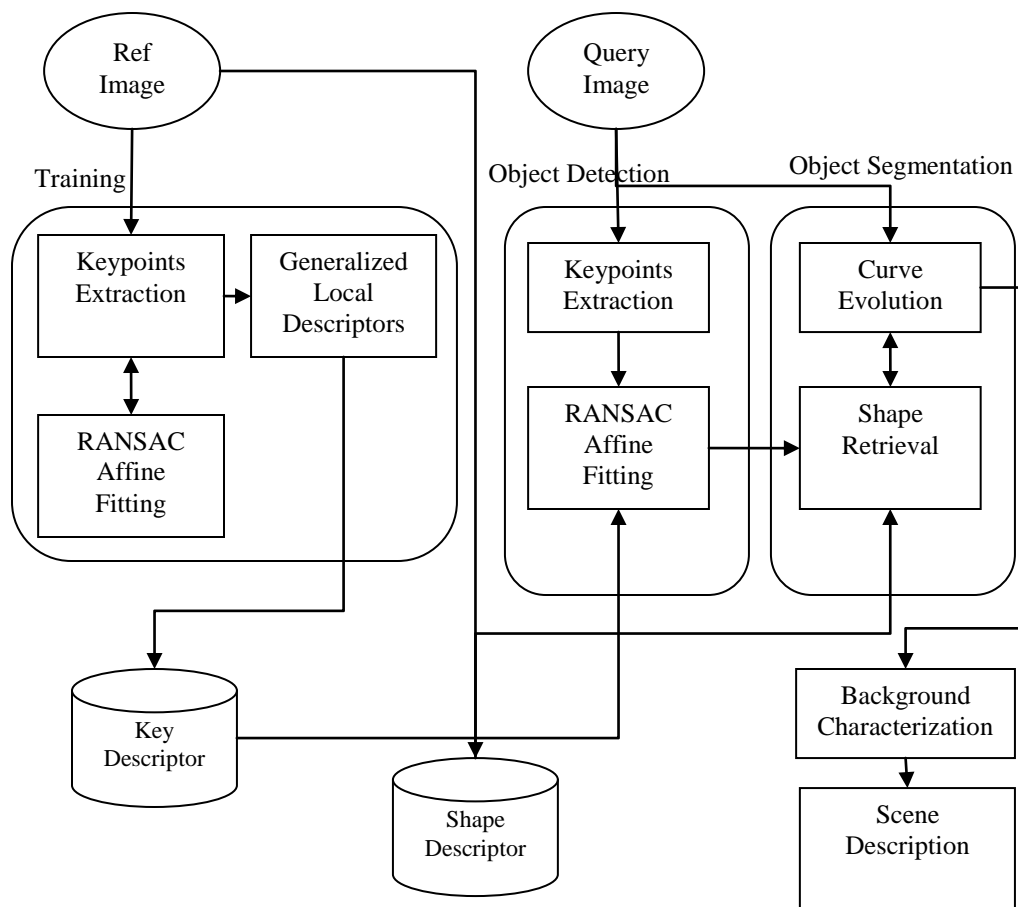 Ref
Image
Query
Image
Training
Object Detection
Object Segmentation
Keypoints
Extraction
Generalized
Local
Descriptors
RANSAC
Affine
Fitting
Keypoints
Extraction
RANSAC
Affine
Fitting
Curve
Evolution
Shape
Retrieval
Key
Descriptor
Shape
Descriptor
Background
Characterization
Scene
Description